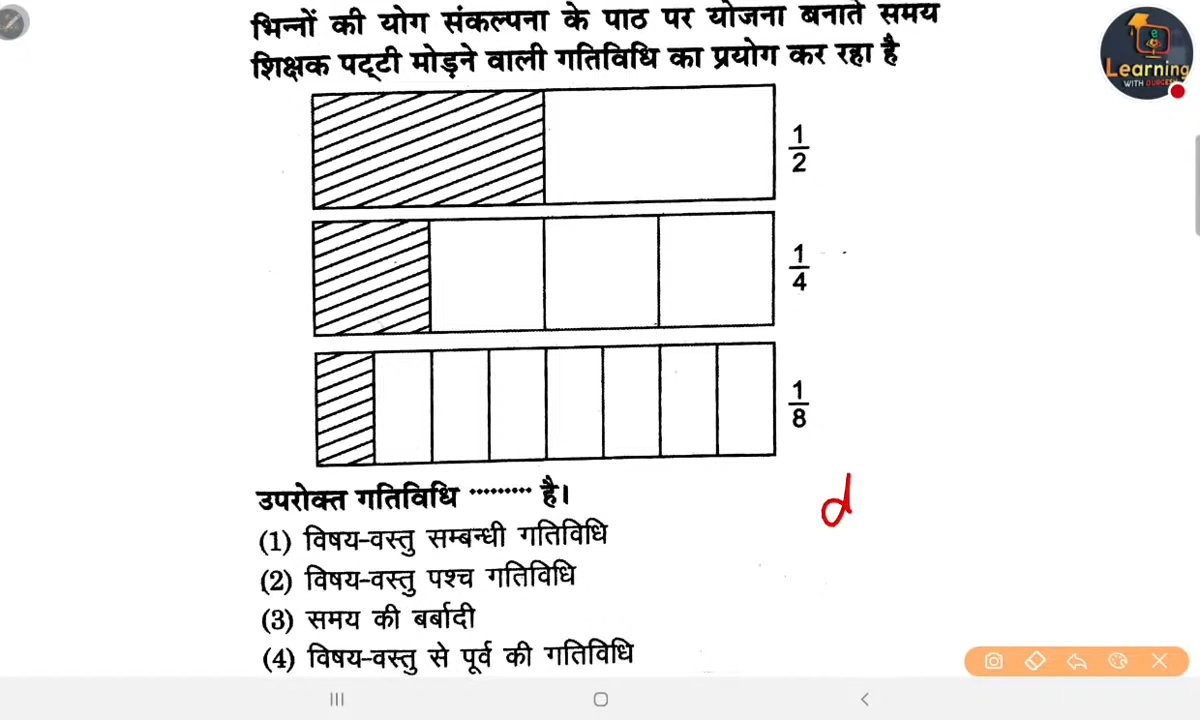 भिन्नों की योग संकल्पना के पाठ पर योजना बनाते समय
शिक्षक पट्टी मोड़ने वाली गतिविधि का प्रयोग कर रहा है
e
Learning
WITH DURGESH
1/2
1/4
1/8
उपरोक्त गतिविधि ········· है।
d
(1) विषय-वस्तु सम्बन्धी गतिविधि
(2) विषय-वस्तु पश्च गतिविधि
(3) समय की बर्बादी
(4) विषय-वस्तु से पूर्व की गतिविधि